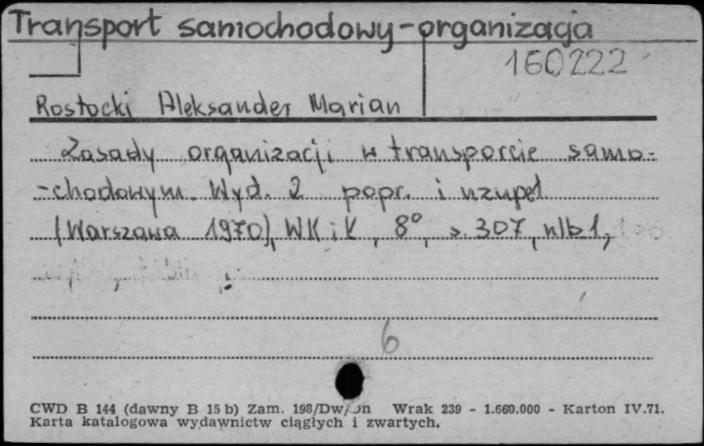 Transport samochodowy-organizacja
160222
Rostocki Aleksander Marian
Zasady organizacji w transporcie samo-
-chodowym. Wyd. 2 popr. i uzupeł
(Warszawa 1970), WKiŁ, 8°, s. 307, nlb 1,
6
CWD B 144 (dawny B 15 b) Zam. 198/Dw/Dn Wrak 239 - 1.660.000 - Karton IV.71.
Karta katalogowa wydawnictw ciągłych i zwartych.